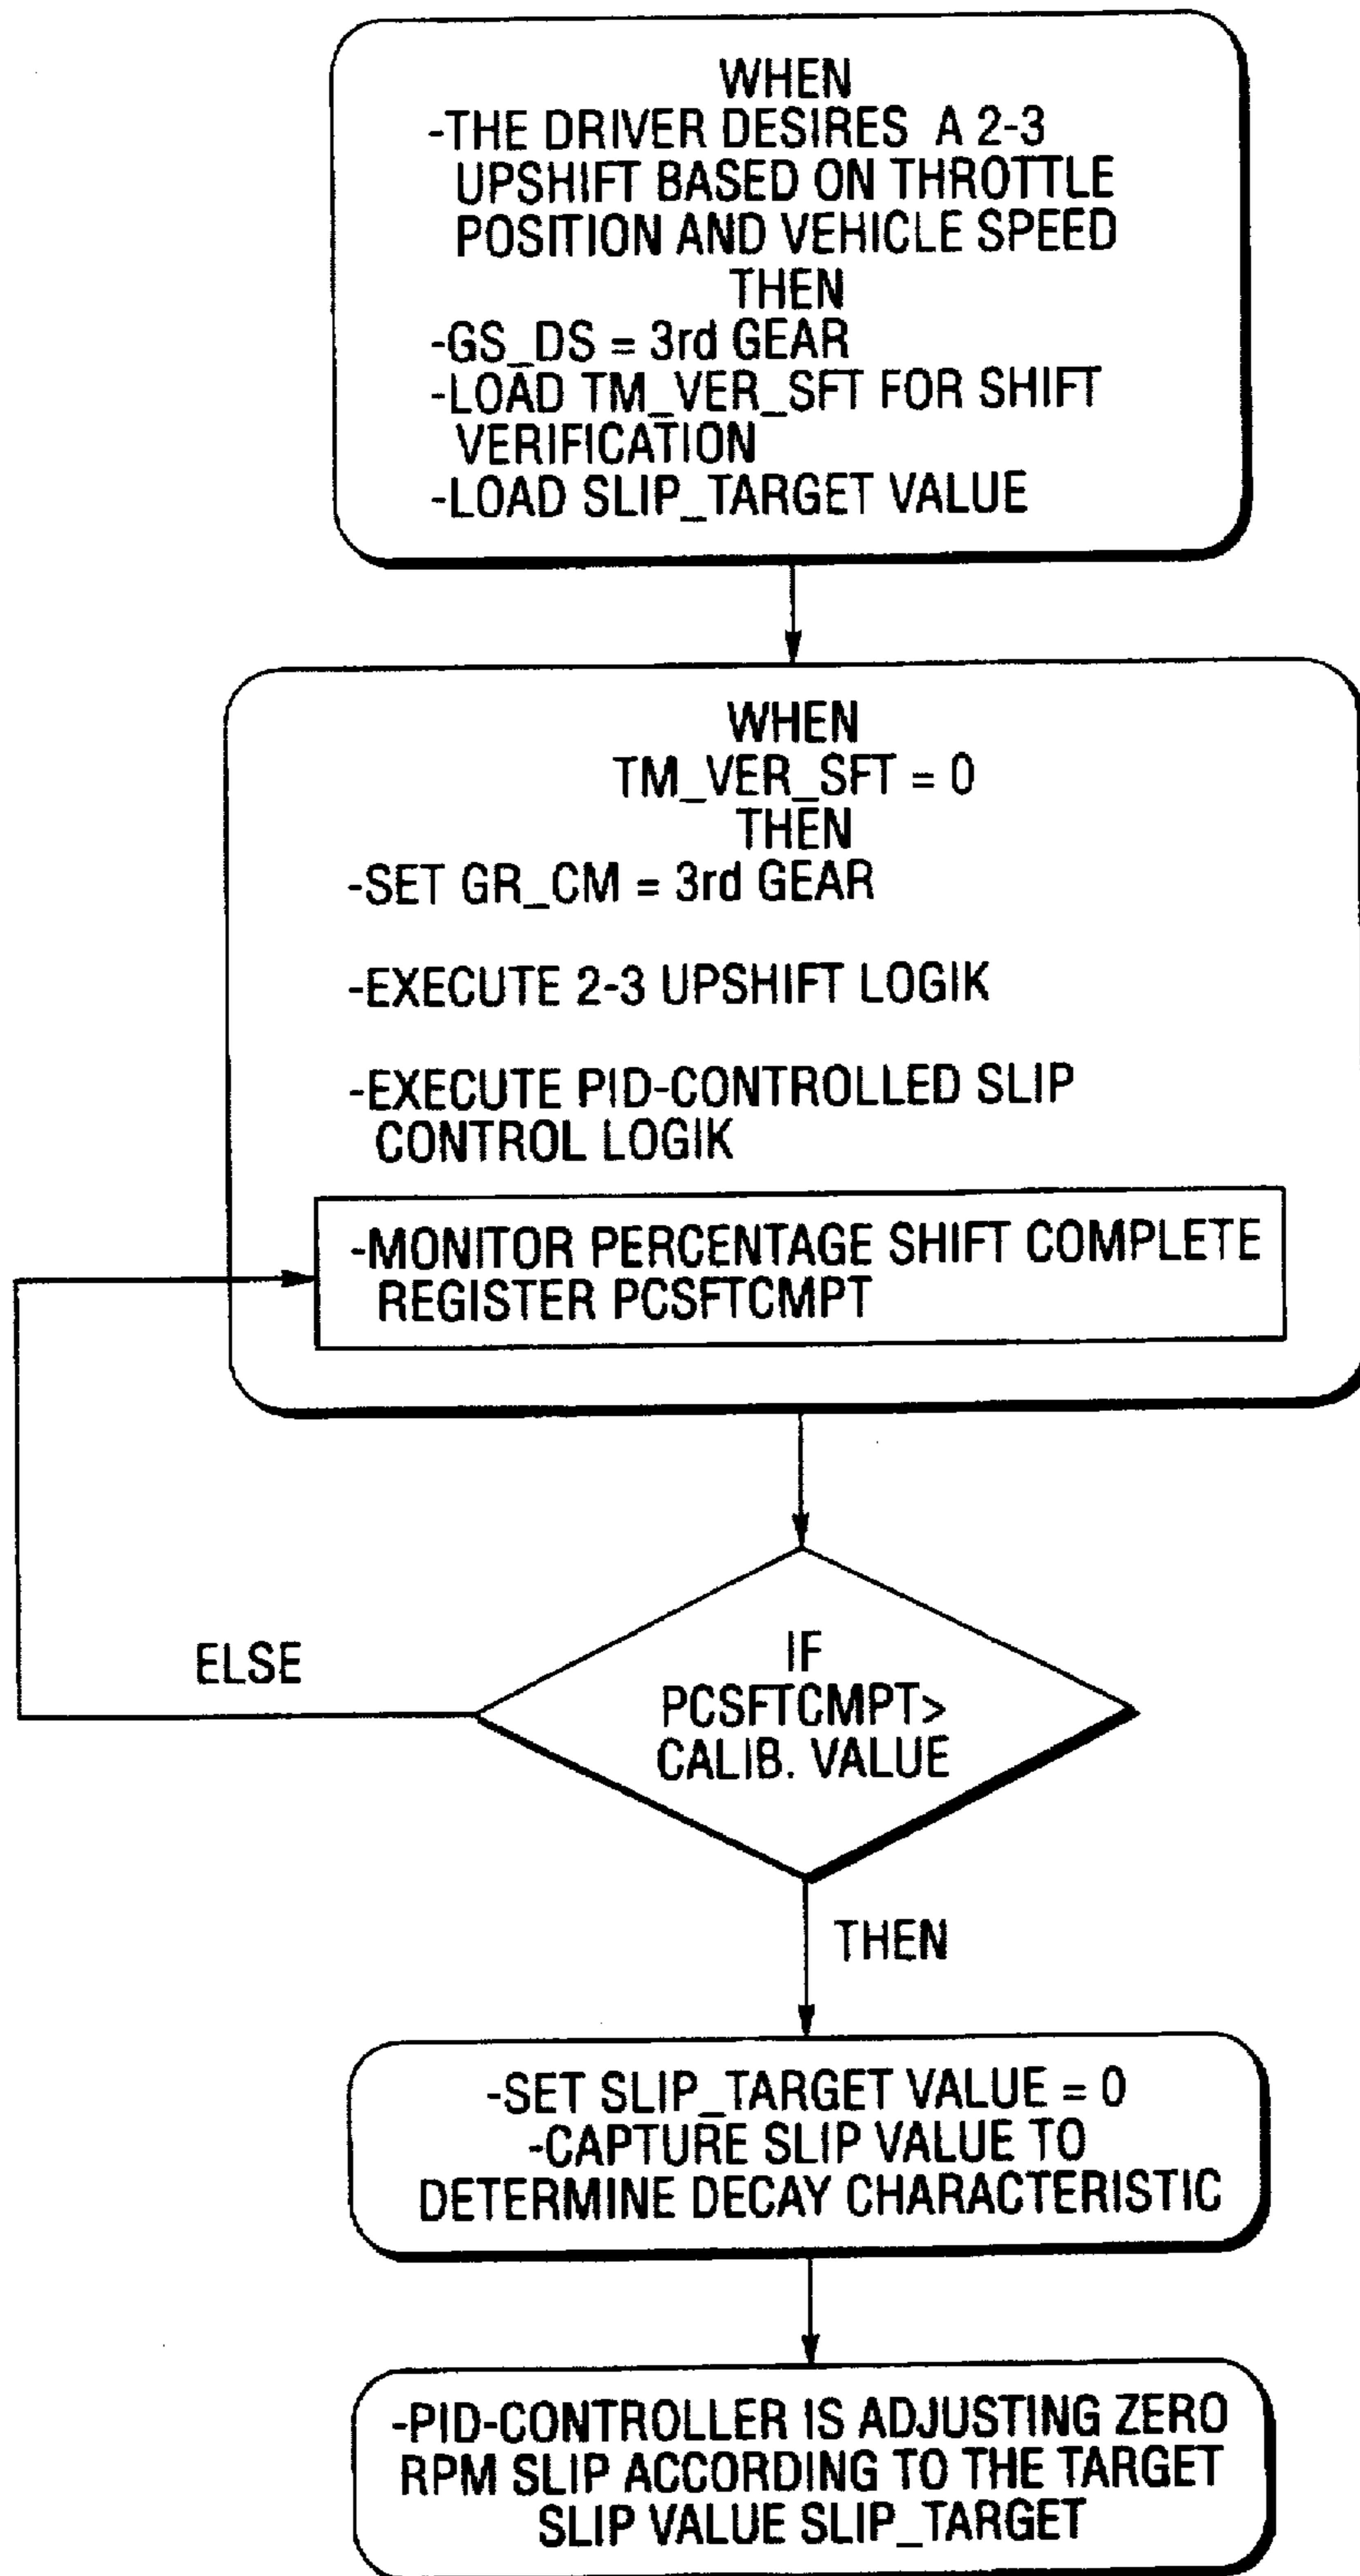 WHEN
-THE DRIVER DESIRES A 2-3
UPSHIFT BASED ON THROTTLE
POSITION AND VEHICLE SPEED
THEN
-GS_DS = 3rd GEAR
-LOAD TM_VER_SFT FOR SHIFT
VERIFICATION
-LOAD SLIP_TARGET VALUE
WHEN
TM_VER_SFT = 0
THEN
-SET GR_CM = 3rd GEAR
-EXECUTE 2-3 UPSHIFT LOGIK
-EXECUTE PID-CONTROLLED SLIP
CONTROL LOGIK
-MONITOR PERCENTAGE SHIFT COMPLETE
REGISTER PCSFTCMPT
ELSE
IF
PCSFTCMPT>
CALIB. VALUE
THEN
-SET SLIP_TARGET VALUE = 0
-CAPTURE SLIP VALUE TO
DETERMINE DECAY CHARACTERISTIC
-PID-CONTROLLER IS ADJUSTING ZERO
RPM SLIP ACCORDING TO THE TARGET
SLIP VALUE SLIP_TARGET